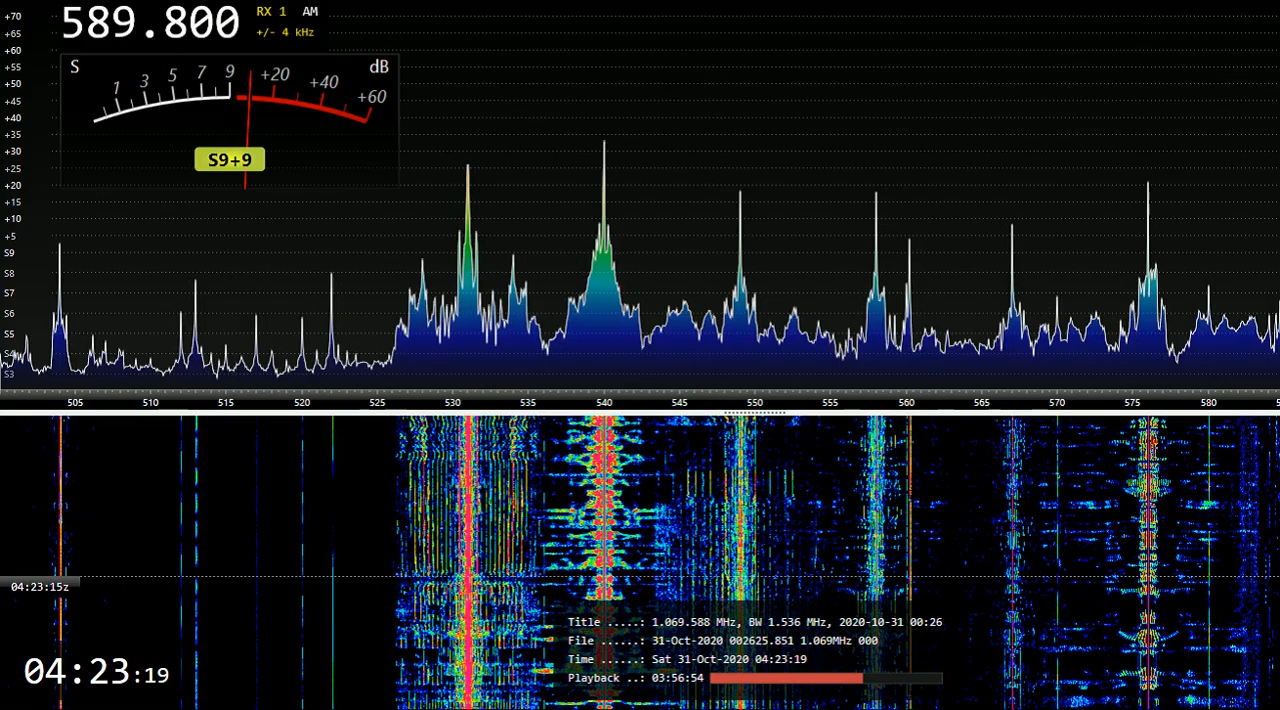 589.800 RX 1 AM
+/- 4 kHz
S 1 3 5 7 9 +20 +40 +60 dB
S9+9
+70
+65
+60
+55
+50
+45
+40
+35
+30
+25
+20
+15
+10
+5
S9
S8
S7
S6
S5
S4
S3
505 510 515 520 525 530 535 540 545 550 555 560 565 570 575 580
04:23:15z
04:23:19
Title .....: 1.069.588 MHz, BW 1.536 MHz, 2020-10-31 00:26
File ......: 31-Oct-2020 002625.851 1.069MHz 000
Time ......: Sat 31-Oct-2020 04:23:19
Playback ..: 03:56:54